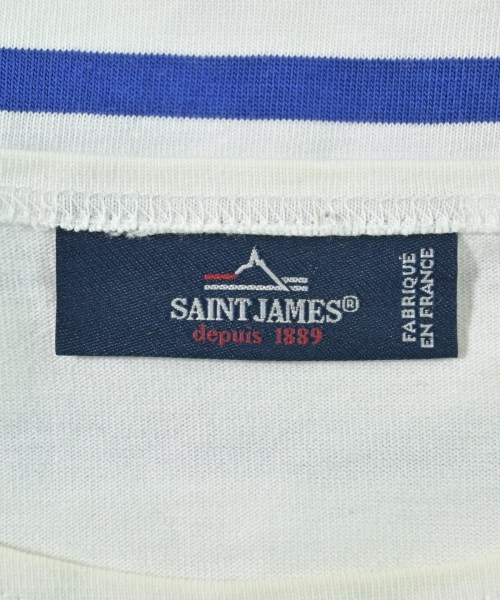 SAINT JAMES®
depuis 1889
FABRIQUÉ
EN FRANCE